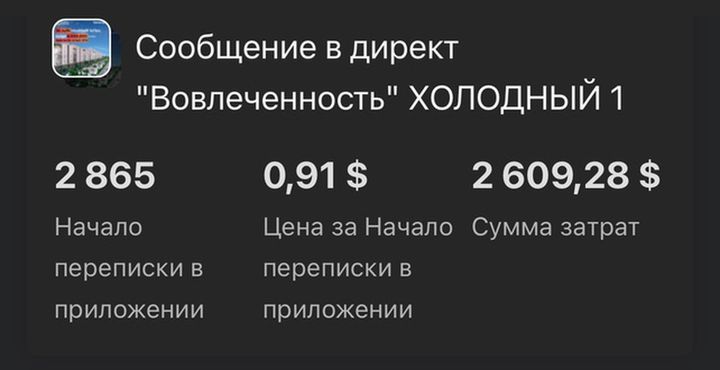 Сообщение в директ
"Вовлеченность" ХОЛОДНЫЙ 1
2 865
0,91 $
2 609,28 $
Начало
переписки в
приложении
Цена за Начало
переписки в
приложении
Сумма затрат